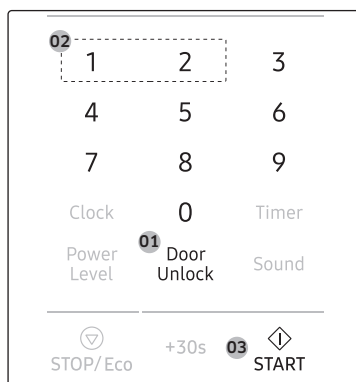 02
1 2 3
4 5 6
7 8 9
Clock 0 Timer
01
Power Level Door Unlock Sound
STOP/Eco +30s 03 START